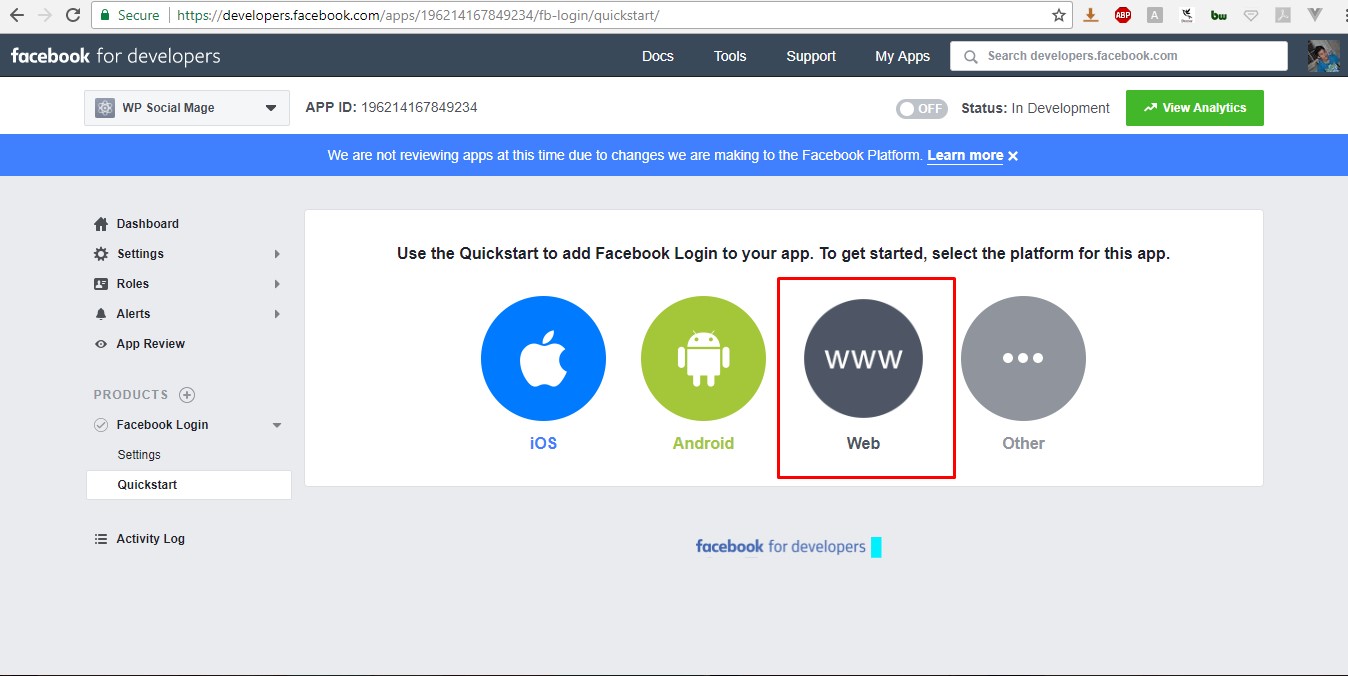 Secure https://developers.facebook.com/apps/196214167849234/fb-login/quickstart/
ABP
A
bw
facebook for developers Docs Tools Support My Apps Search developers.facebook.com
WP Social Mage APP ID: 196214167849234 OFF Status: In Development View Analytics
We are not reviewing apps at this time due to changes we are making to the Facebook Platform. Learn more ×
Dashboard
Settings
Roles
Alerts
App Review
PRODUCTS
Facebook Login
Settings
Quickstart
Activity Log
Use the Quickstart to add Facebook Login to your app. To get started, select the platform for this app.
WWW
iOS Android Web Other
facebook for developers